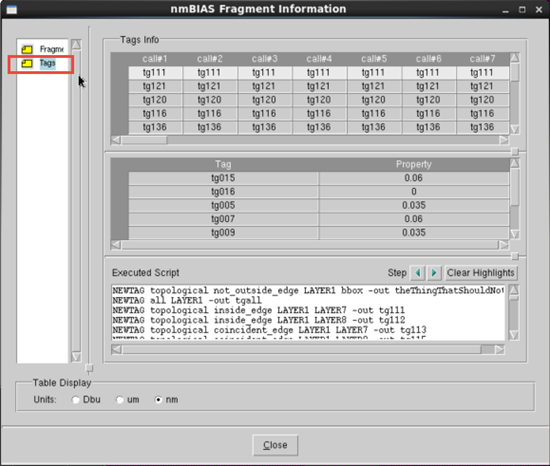 nmBIAS Fragment Information
Fragme
Tags
Tags Info
call#1 call#2 call#3 call#4 call#5 call#6 call#7
tg111 tg111 tg111 tg111 tg111 tg111 tg111
tg121 tg121 tg121 tg121 tg121 tg121 tg121
tg120 tg120 tg120 tg120 tg120 tg120 tg120
tg116 tg116 tg116 tg116 tg116 tg116 tg116
tg136 tg136 tg136 tg136 tg136 tg136 tg136
Tag Property
tg015 0.06
tg016 0
tg005 0.035
tg007 0.06
tg009 0.035
Executed Script Step Clear Highlights
NEWTAG topological not_outside_edge LAYER1 bbox -out theThingThatShouldNot
NEWTAG all LAYER1 -out tgall
NEWTAG topological inside_edge LAYER1 LAYER7 -out tg111
NEWTAG topological inside_edge LAYER1 LAYER8 -out tg112
NEWTAG topological coincident_edge LAYER1 LAYER7 -out tg113
Table Display
Units: Dbu um nm
Close